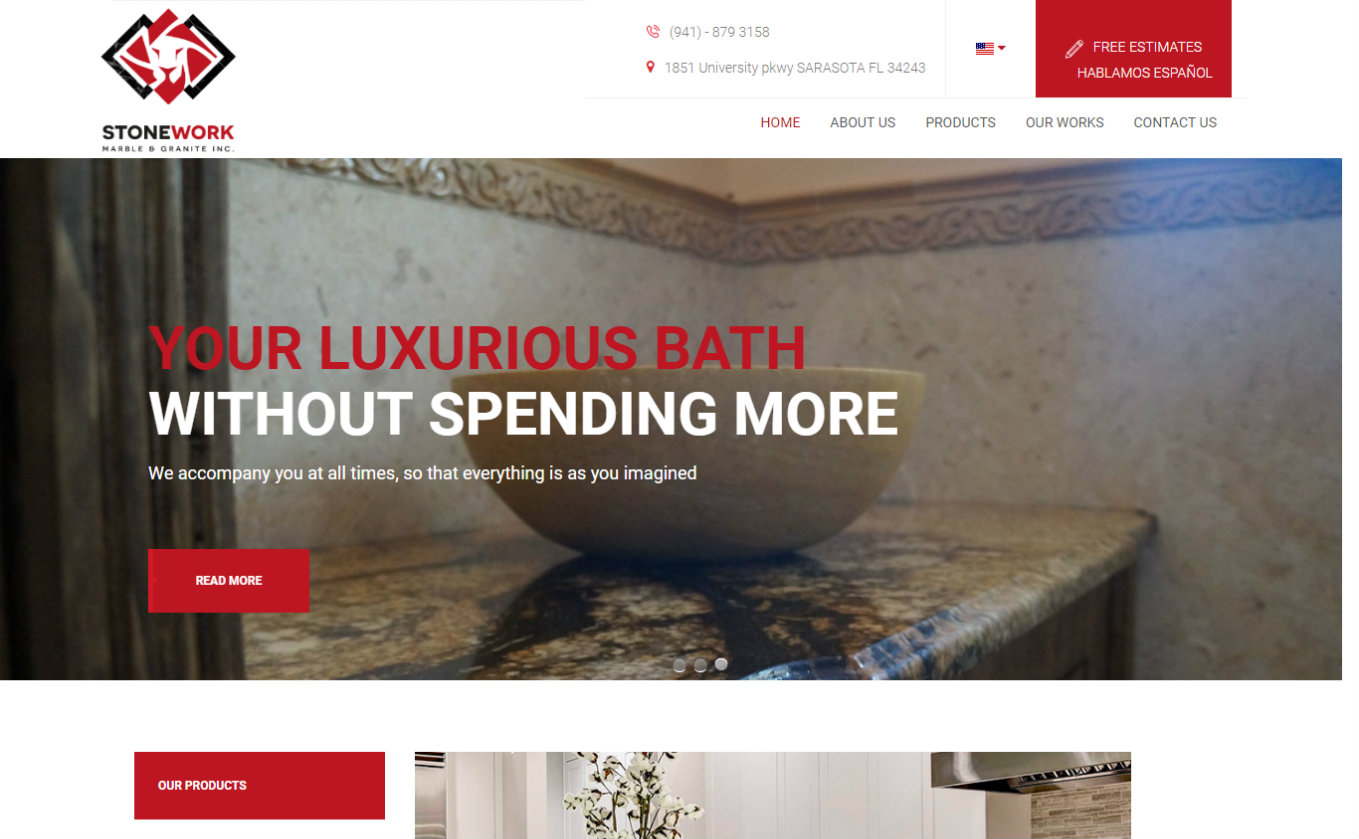 STONEWORK
MARBLE & GRANITE INC.
(941) - 879 3158
1851 University pkwy SARASOTA FL 34243
FREE ESTIMATES
HABLAMOS ESPAÑOL
HOME
ABOUT US
PRODUCTS
OUR WORKS
CONTACT US
YOUR LUXURIOUS BATH
WITHOUT SPENDING MORE
We accompany you at all times, so that everything is as you imagined
READ MORE
OUR PRODUCTS